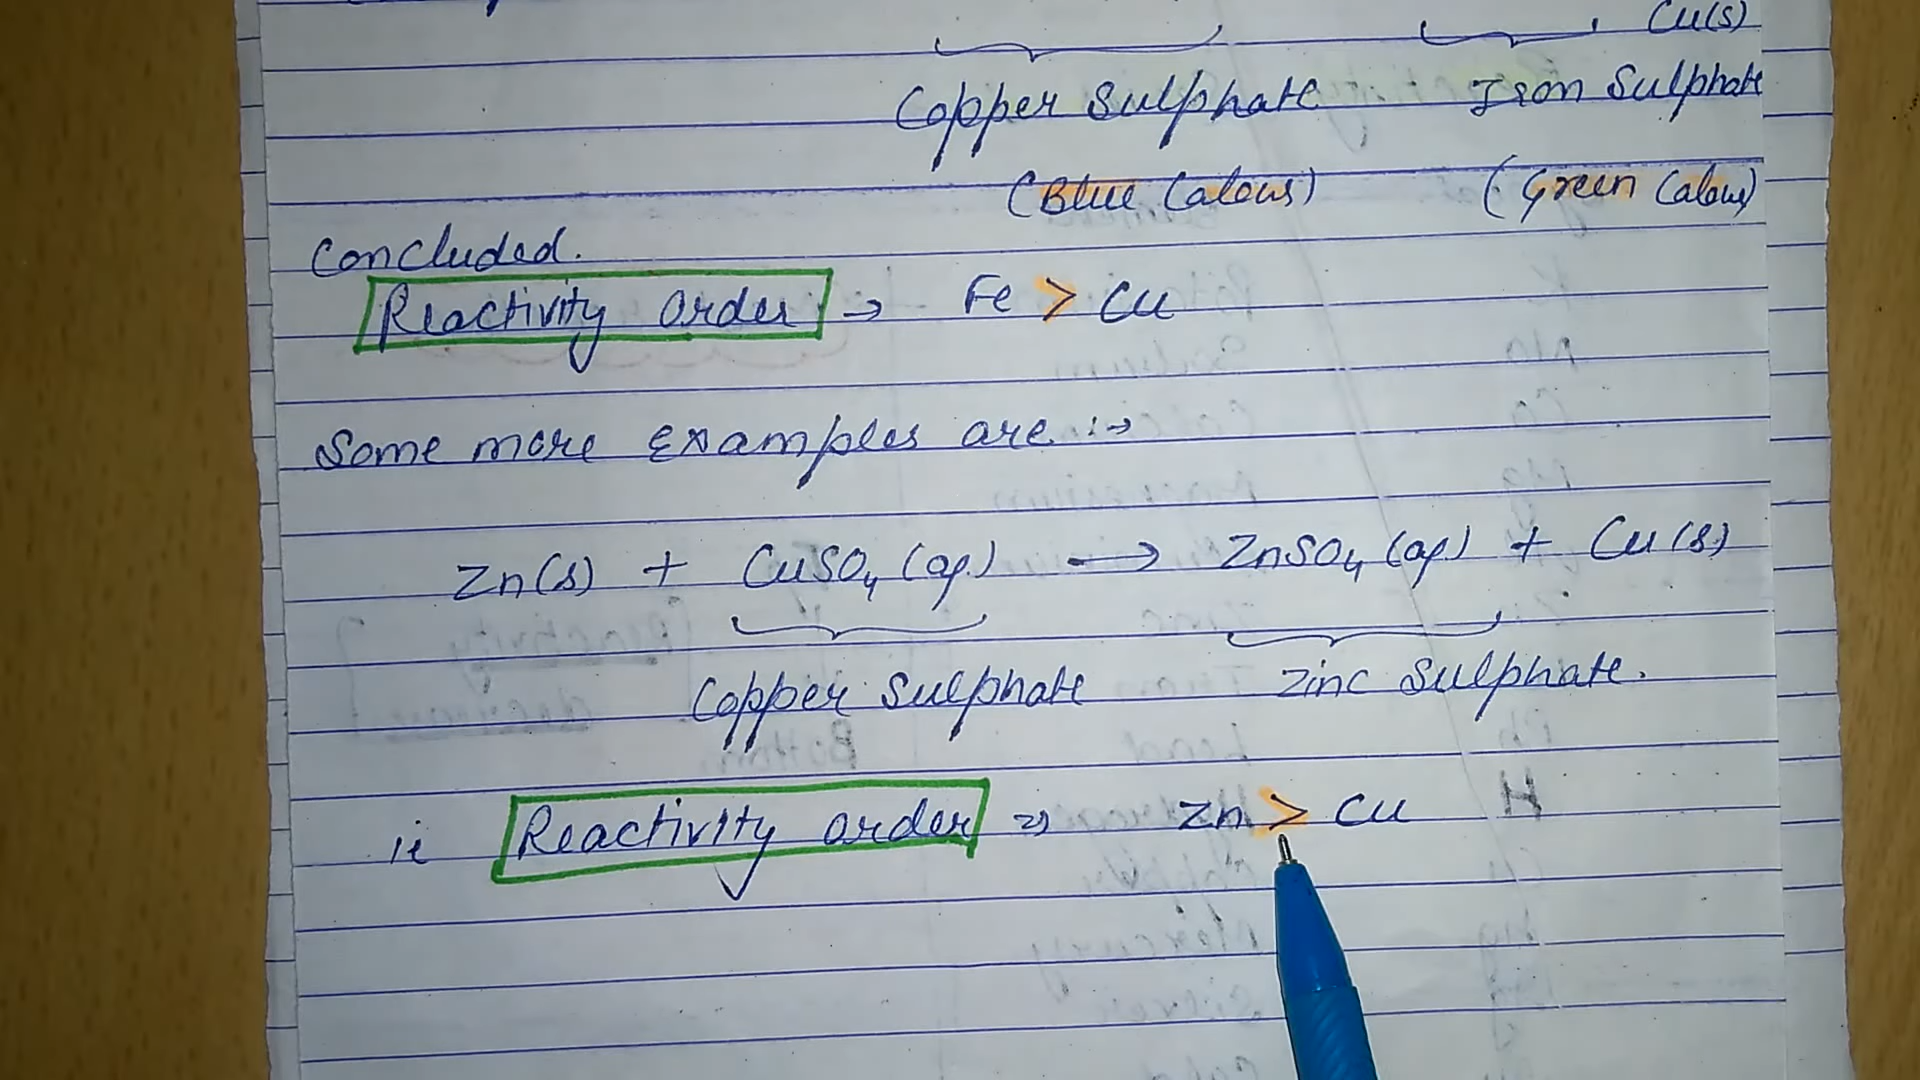 Cu(s)
Copper Sulphate Iron Sulphate
(Blue Colour) (Green Colour)
Concluded.
Reactivity order → Fe > Cu
Some more Examples are :→
Zn(s) + CuSO4 (aq) → ZnSO4 (aq) + Cu(s)
Copper Sulphate Zinc Sulphate.
ie Reactivity order ⇒ Zn > Cu